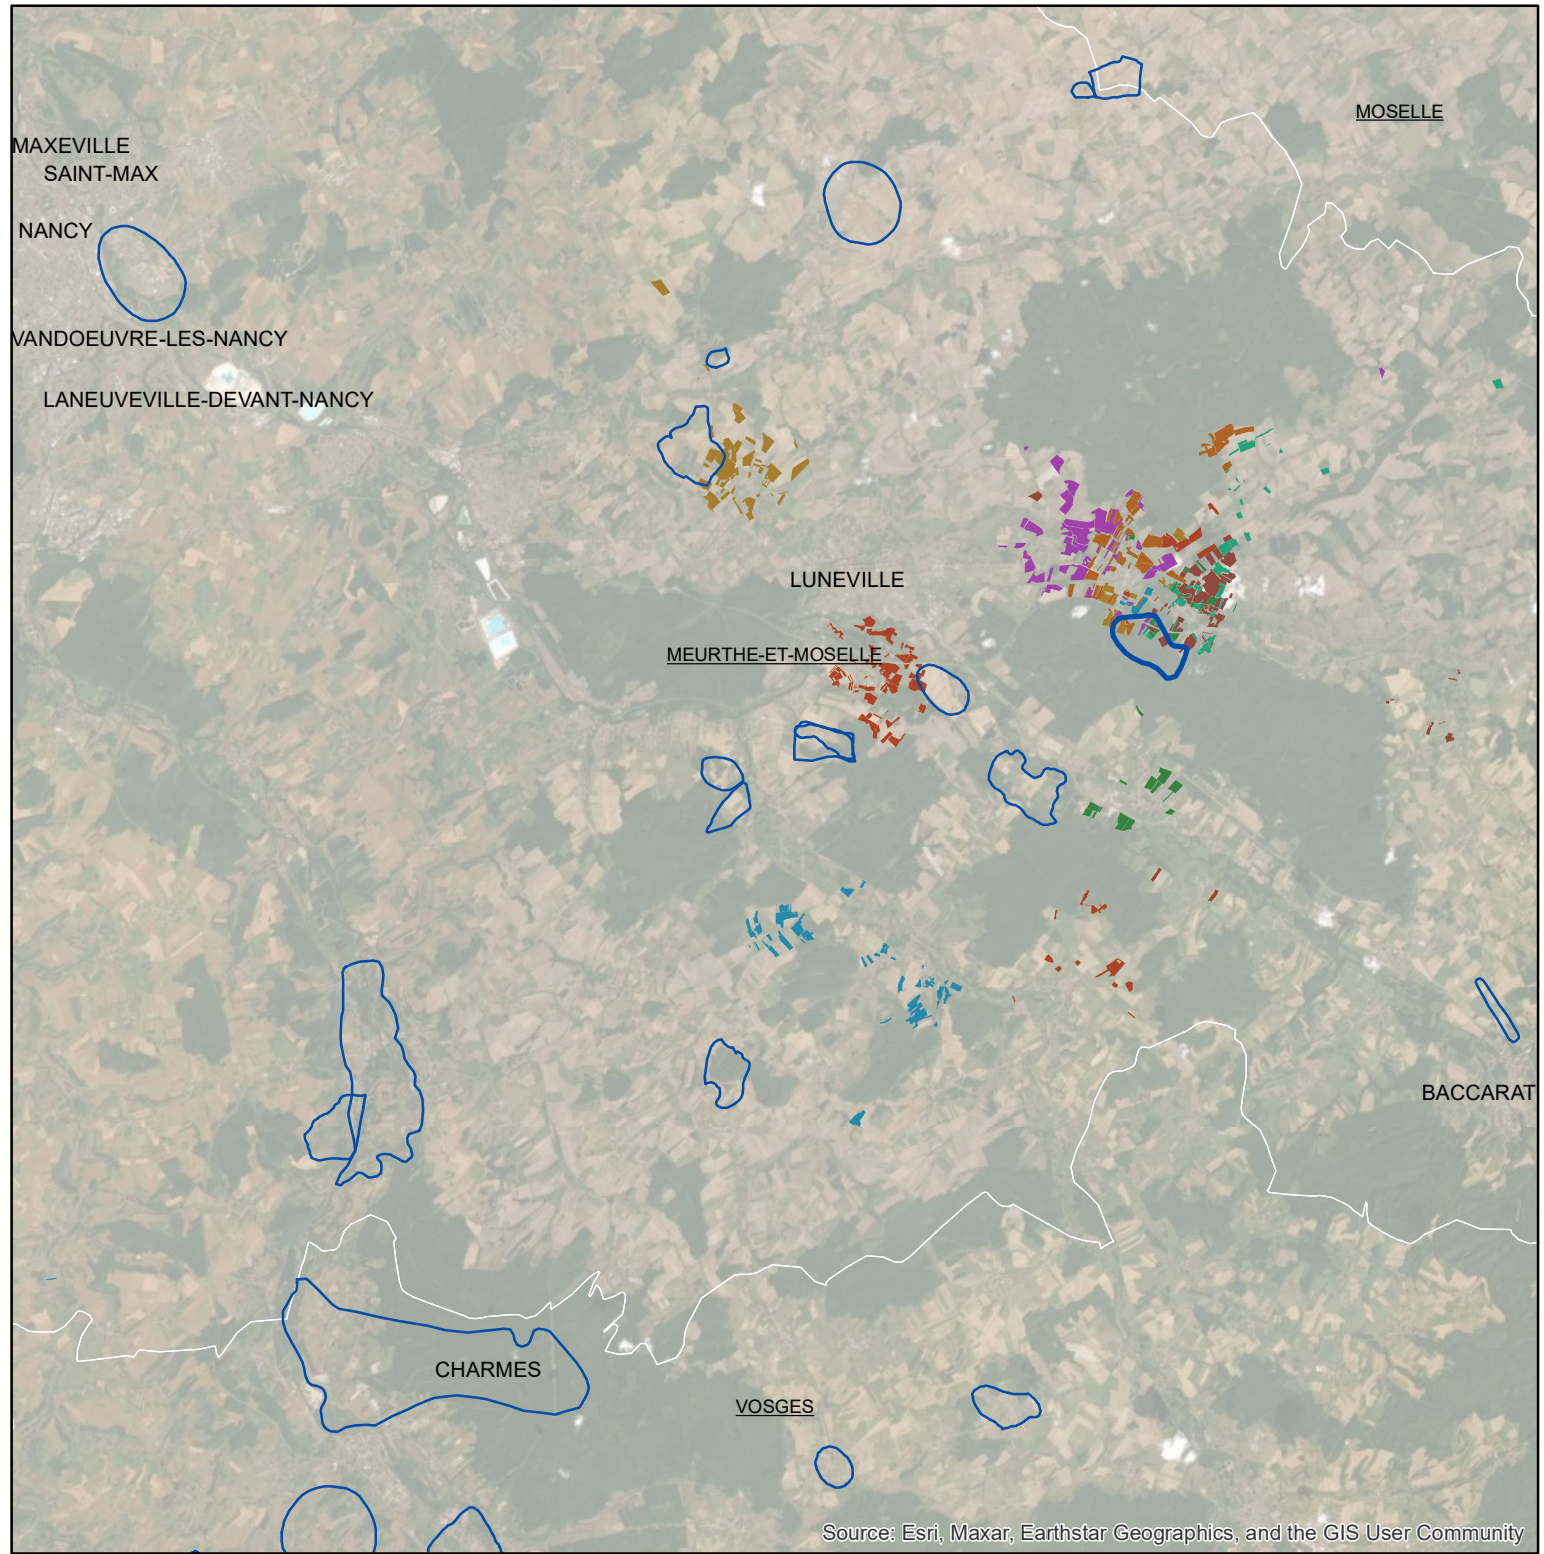 MOSELLE
MAXEVILLE
SAINT-MAX
NANCY
VANDOEUVRE-LES-NANCY
LANEUVEVILLE-DEVANT-NANCY
LUNEVILLE
MEURTHE-ET-MOSELLE
BACCARAT
CHARMES
VOSGES
Source: Esri, Maxar, Earthstar Geographics, and the GIS User Community